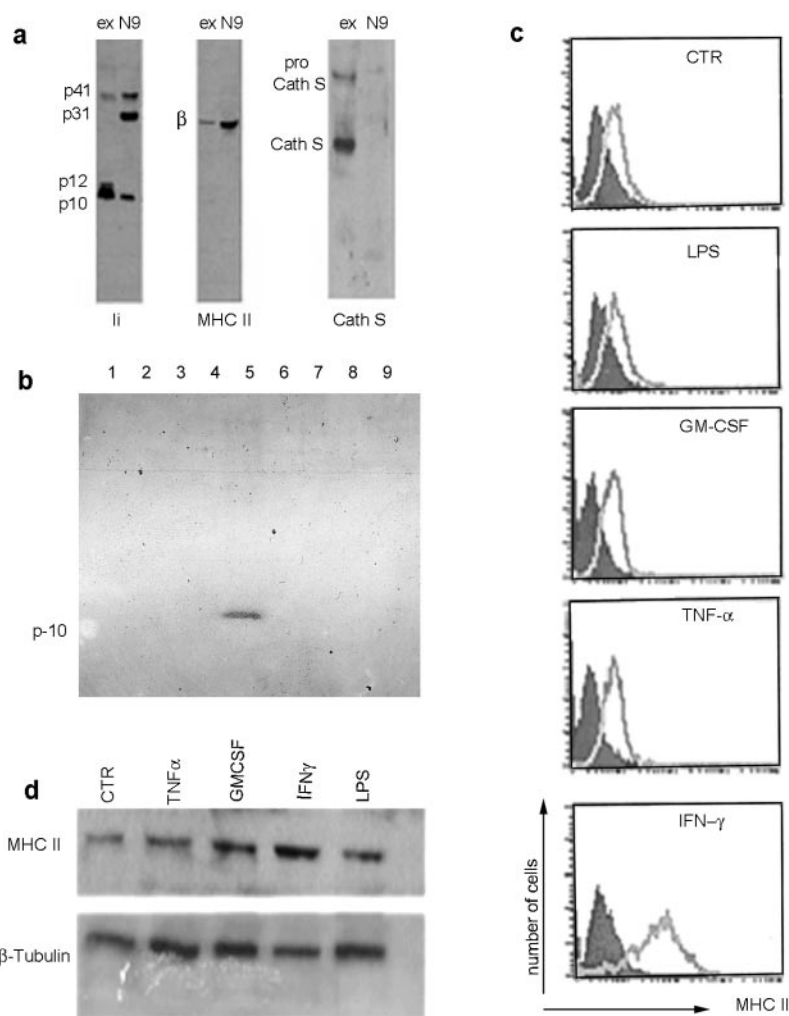 a
ex N9
p41
p31
p12
p10
Ii
β
MHC II
ex N9
pro
Cath S
Cath S
Cath S
b
1 2 3 4 5 6 7 8 9
p-10
c
CTR
LPS
GM-CSF
TNF-α
IFN–γ
number of cells
MHC II
d
CTR TNFα GMCSF IFNγ LPS
MHC II
β-Tubulin